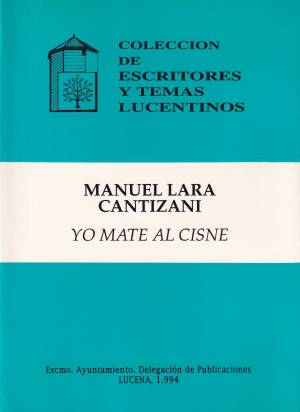 COLECCION
DE
ESCRITORES
Y TEMAS
LUCENTINOS
MANUEL LARA
CANTIZANI
YO MATE AL CISNE
Excmo. Ayuntamiento. Delegación de Publicaciones
LUCENA, 1.994